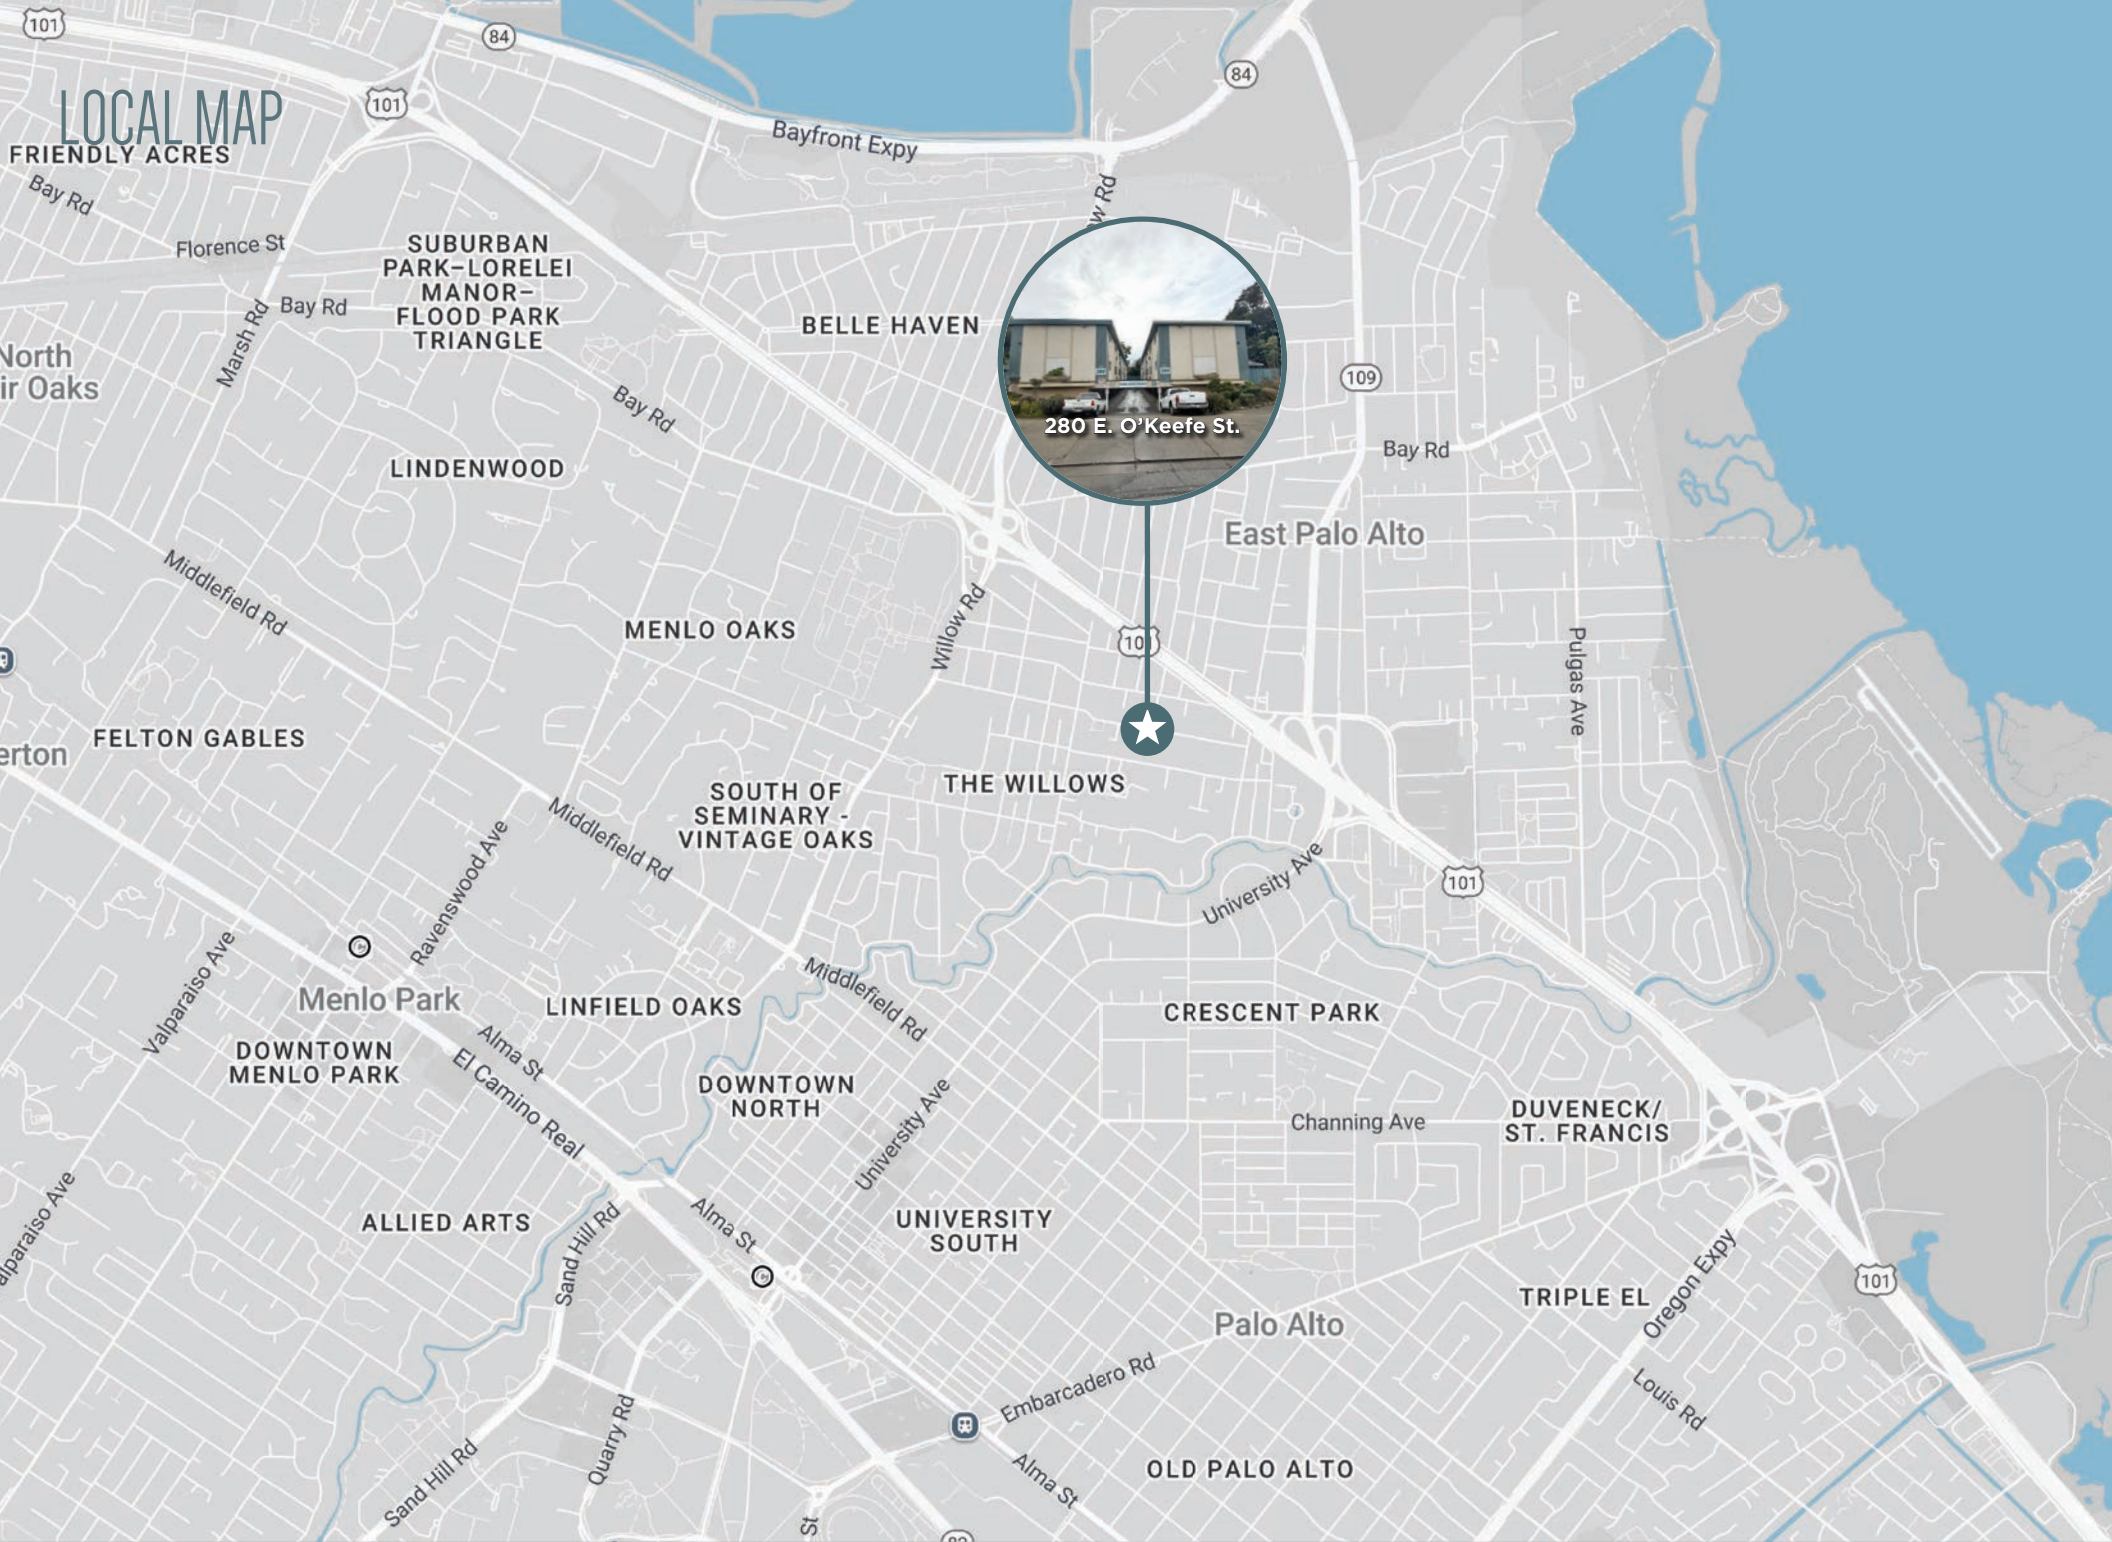 101
84
84
101
LOCAL MAP
FRIENDLY ACRES
Bayfront Expy
Bay Rd
Florence St
SUBURBAN
PARK–LORELEI
MANOR–
FLOOD PARK
TRIANGLE
Bay Rd
Marsh Rd
BELLE HAVEN
North
ir Oaks
109
Bay Rd
280 E. O'Keefe St.
Bay Rd
LINDENWOOD
East Palo Alto
Middlefield Rd
MENLO OAKS
Willow Rd
101
Pulgas Ave
FELTON GABLES
erton
THE WILLOWS
SOUTH OF
SEMINARY -
VINTAGE OAKS
Middlefield Rd
Ravenswood Ave
University Ave
101
Valparaiso Ave
Menlo Park
LINFIELD OAKS
Middlefield Rd
CRESCENT PARK
Alma St
DOWNTOWN
MENLO PARK
El Camino Real
DOWNTOWN
NORTH
University Ave
Channing Ave
DUVENECK/
ST. FRANCIS
alparaiso Ave
ALLIED ARTS
Sand Hill Rd
Alma St
UNIVERSITY
SOUTH
TRIPLE EL
Oregon Expy
101
Palo Alto
Embarcadero Rd
Louis Rd
Quarry Rd
Sand Hill Rd
Alma St
OLD PALO ALTO
St